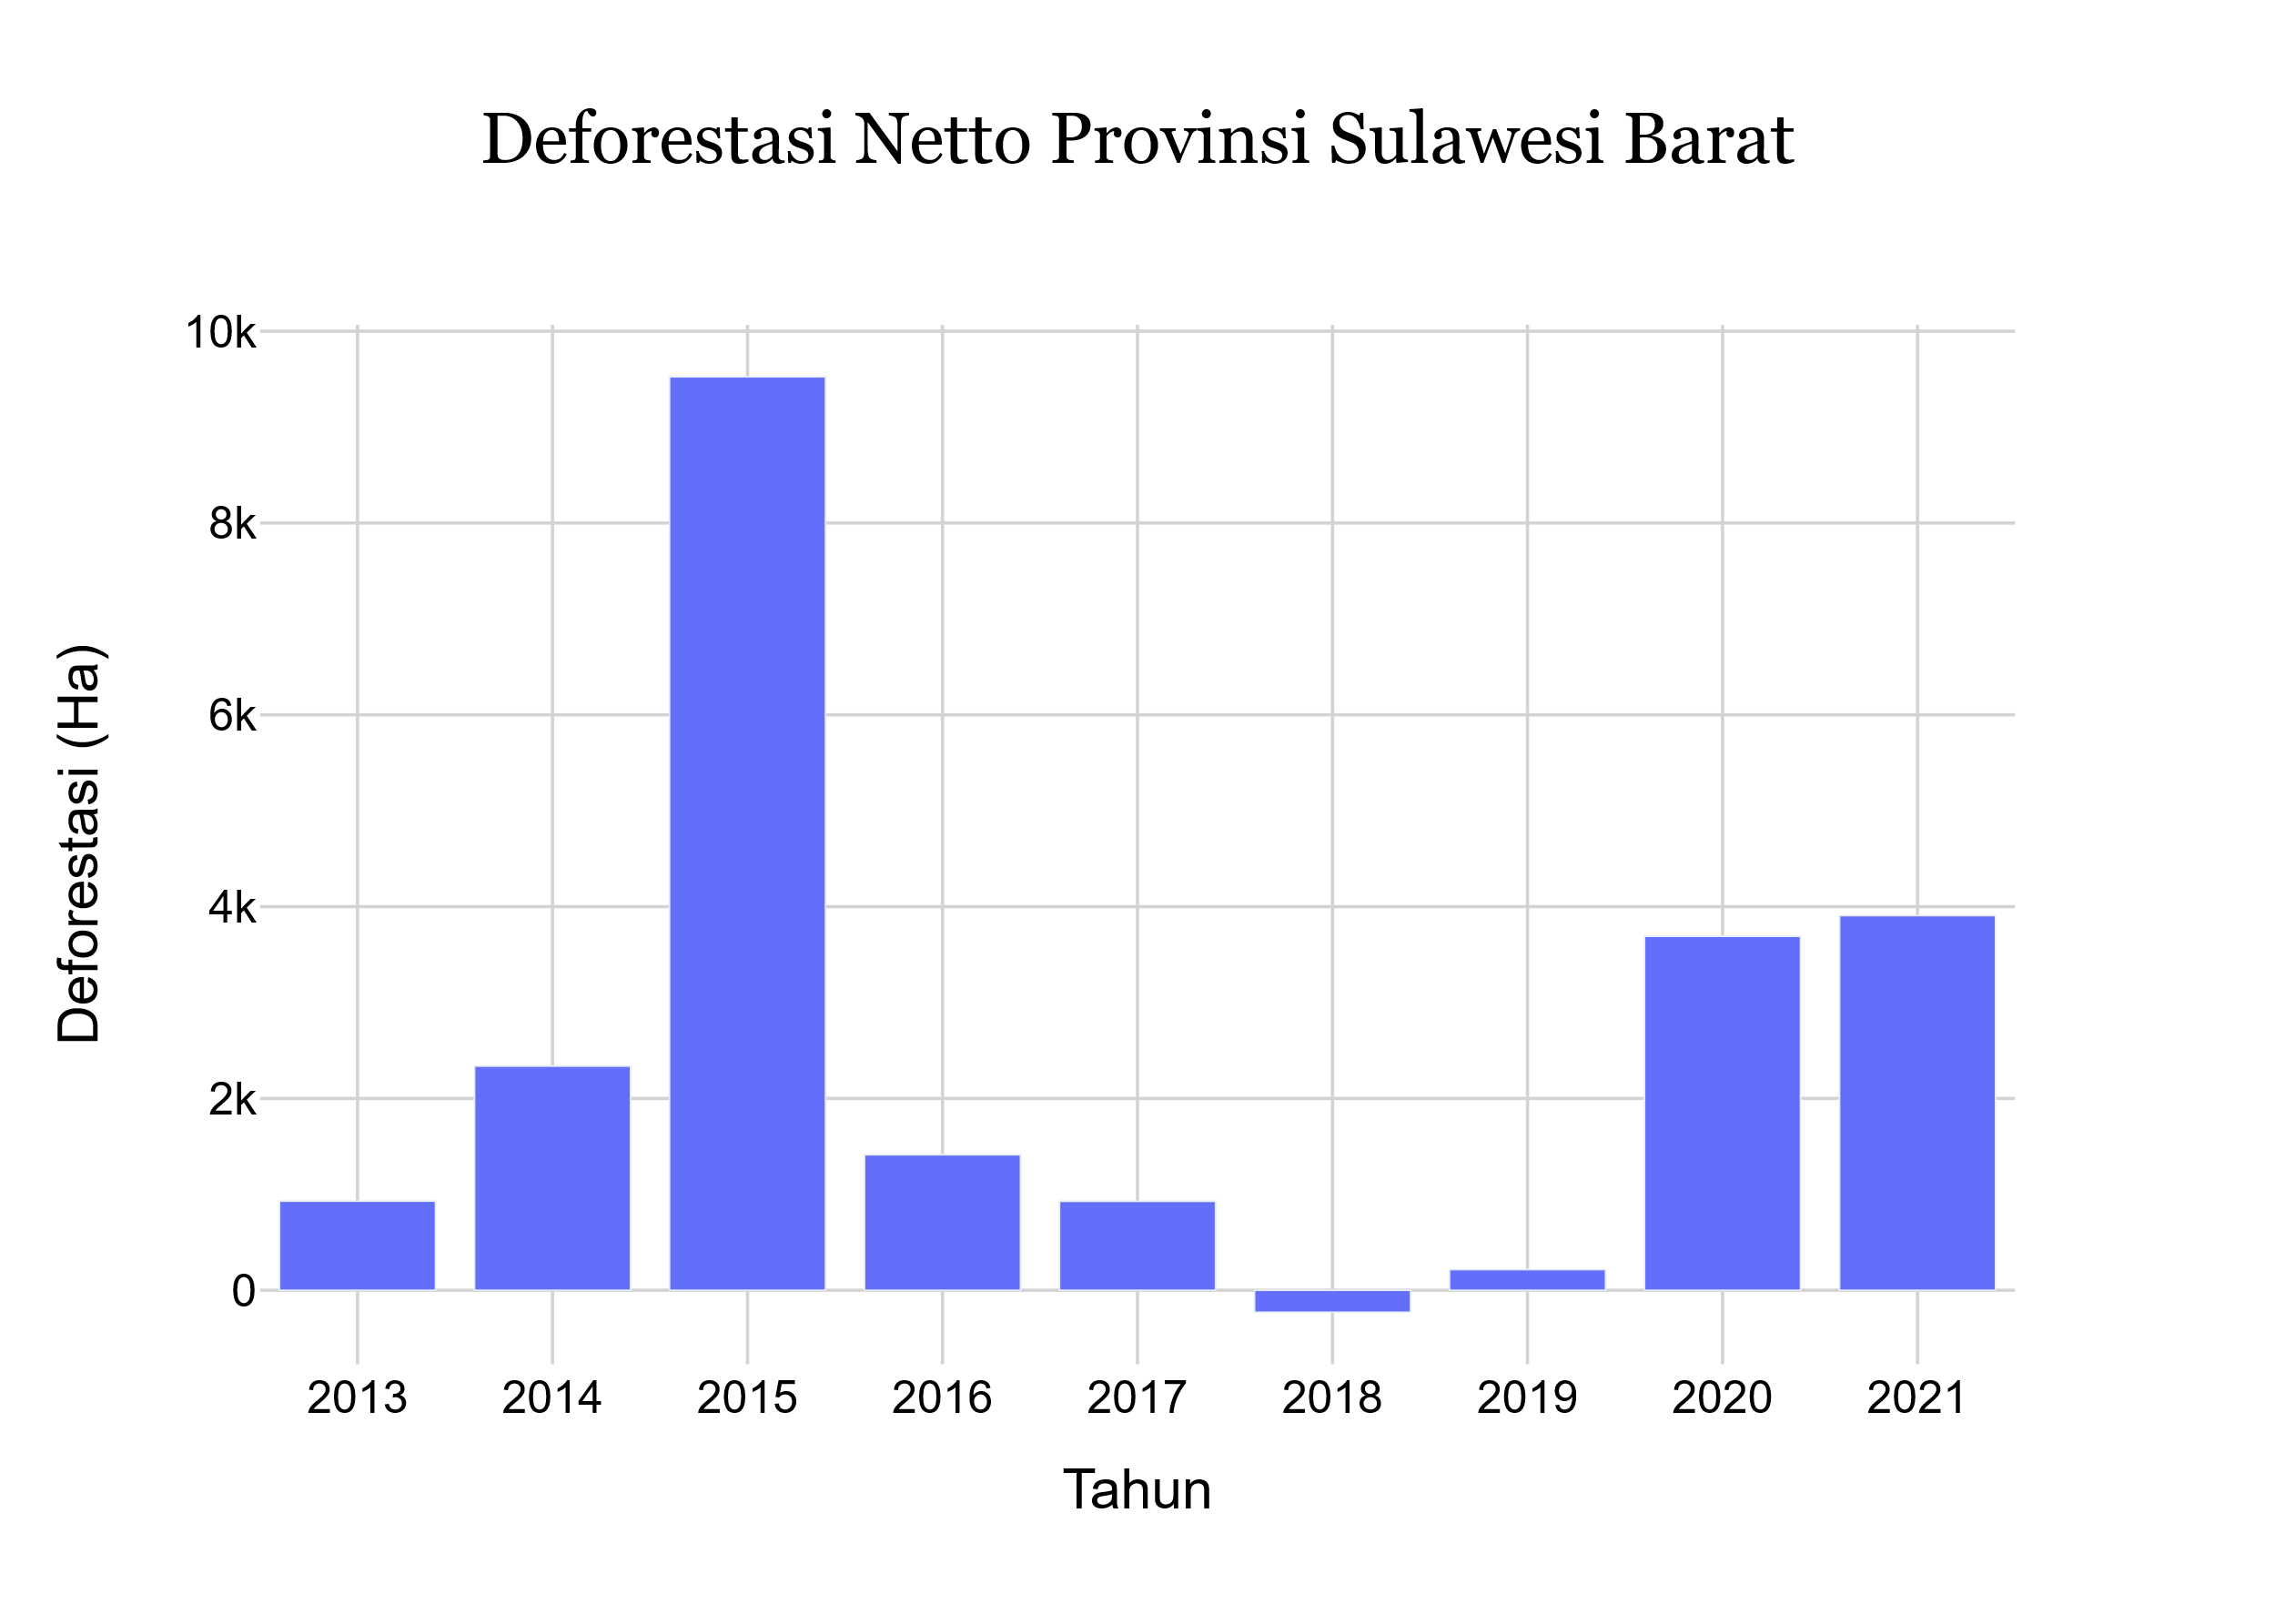 Deforestasi Netto Provinsi Sulawesi Barat
10k
8k
6k
4k
2k
0
Deforestasi (Ha)
2013 2014 2015 2016 2017 2018 2019 2020 2021
Tahun